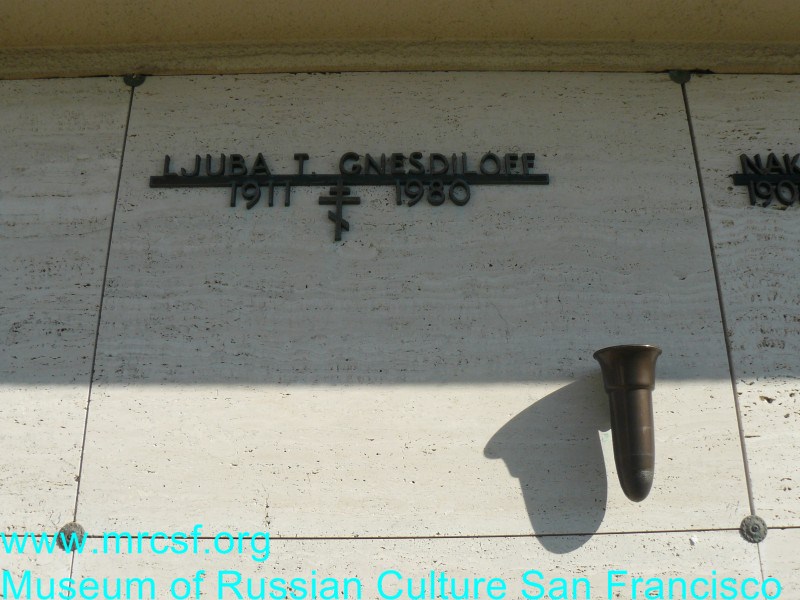 LJUBA T. GNESDILOFF
1911 1980
www.mrcsf.org
Museum of Russian Culture San Francisco